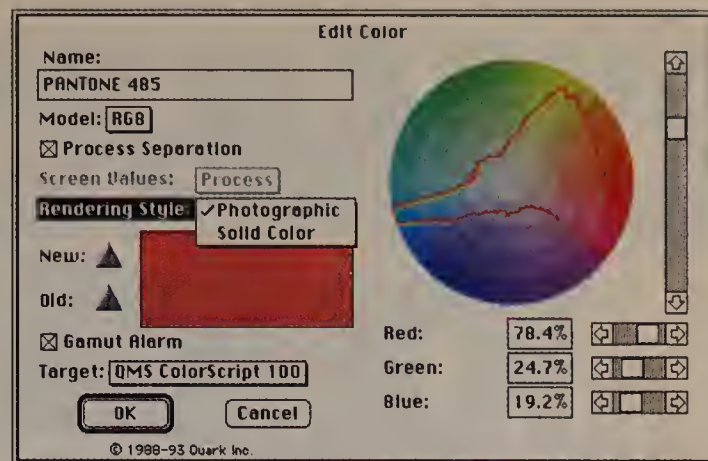 Edit Color
Name:
PANTONE 485
Model: RGB
Process Separation
Screen Values: Process
Rendering Style: ✓Photographic
Solid Color
New:
Old:
Gamut Alarm
Target: QMS ColorScript 100
OK Cancel
© 1988-93 Quark Inc.
Red: 78.4%
Green: 24.7%
Blue: 19.2%